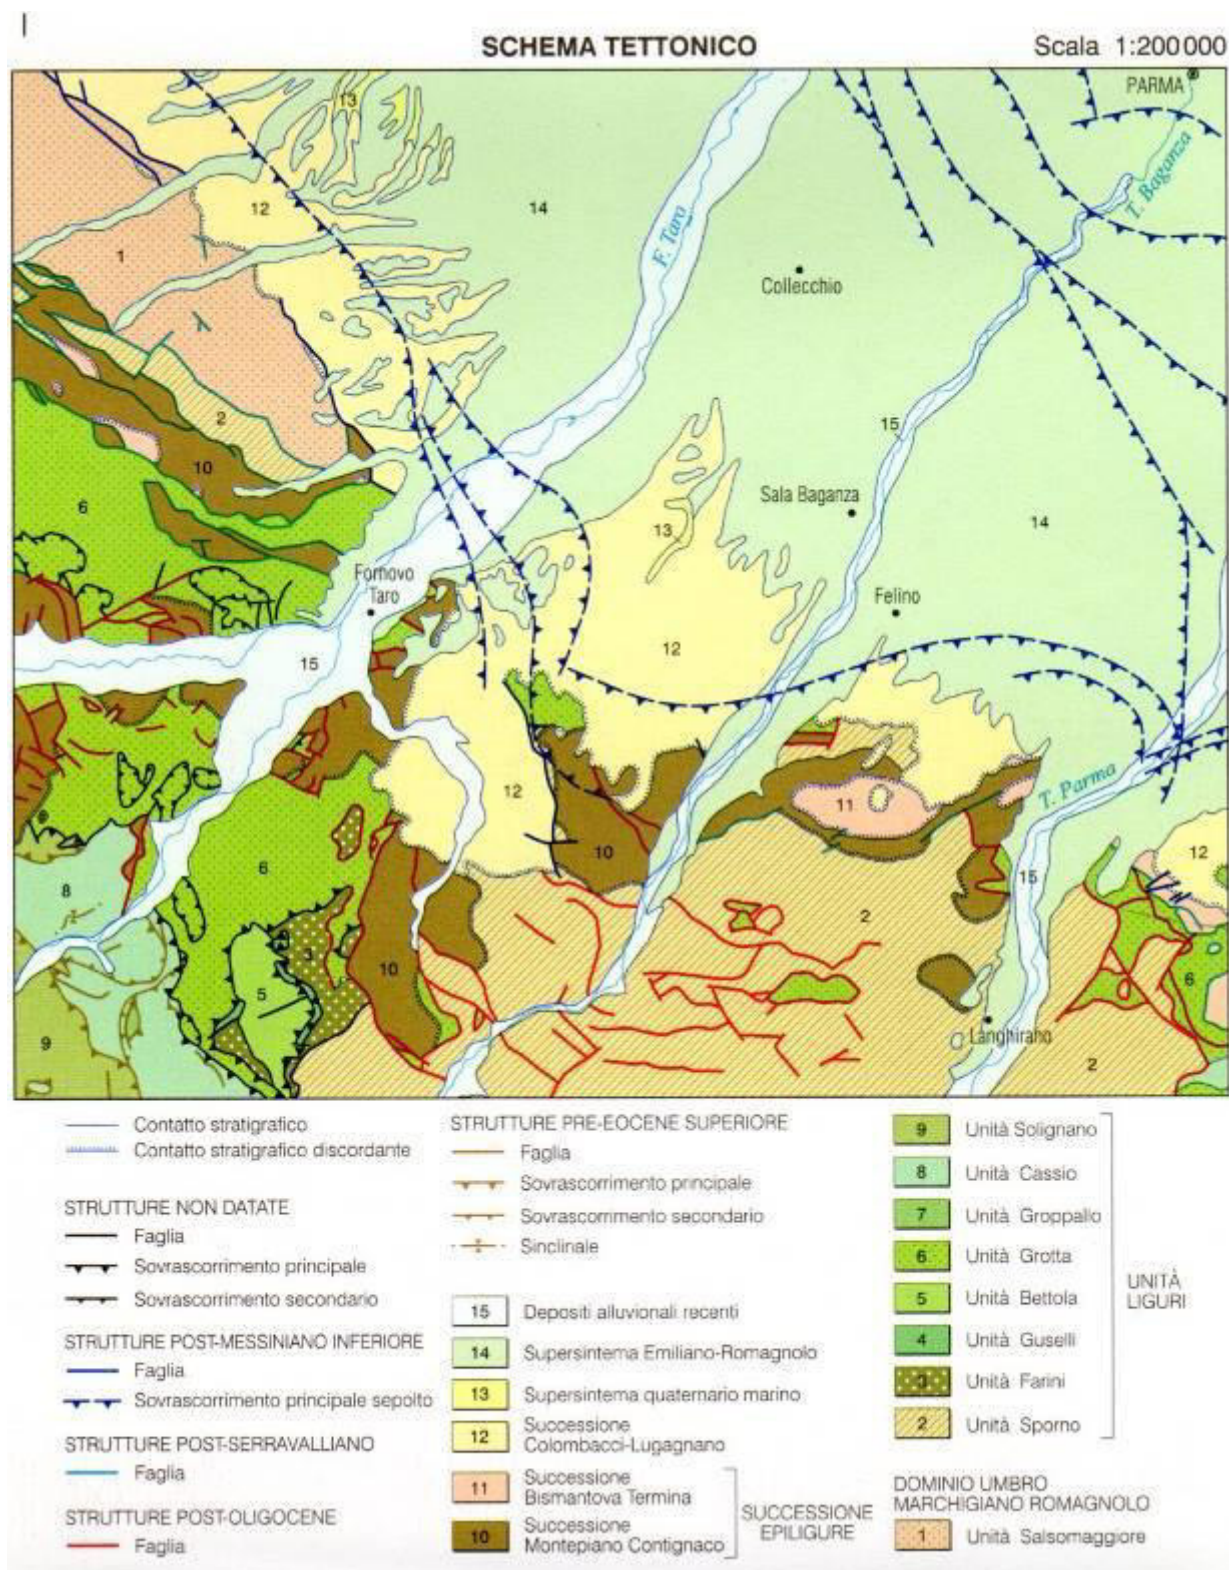 SCHEMA TETTONICO
Scala 1:200000
PARMA
13
T. Baganza
12
14
F. Taro
1
Collecchio
2
15
10
Sala Baganza
6
13
14
Fornovo
Taro
Felino
12
15
T. Parma
11
12
10
12
6
8
15
2
3
10
5
6
9
Langhirano
2
Contatto stratigrafico
Contatto stratigrafico discordante
STRUTTURE NON DATATE
Faglia
Sovrascorrimento principale
Sovrascorrimento secondario
STRUTTURE POST-MESSINIANO INFERIORE
Faglia
Sovrascorrimento principale sepolto
STRUTTURE POST-SERRAVALLIANO
Faglia
STRUTTURE POST-OLIGOCENE
Faglia
STRUTTURE PRE-EOCENE SUPERIORE
Faglia
Sovrascorrimento principale
Sovrascorrimento secondario
Sinclinale
15 Depositi alluvionali recenti
14 Supersintema Emiliano-Romagnolo
13 Supersintema quaternario marino
12 Successione
Colombacci-Lugagnano
11 Successione
Bismantova Termina
10 Successione
Montepiano Contignaco
SUCCESSIONE
EPILIGURE
9 Unità Solignano
8 Unità Cassio
7 Unità Groppallo
6 Unità Grotta
5 Unità Bettola
4 Unità Guselli
3 Unità Farini
2 Unità Sporno
UNITÀ
LIGURI
DOMINIO UMBRO
MARCHIGIANO ROMAGNOLO
1 Unità Salsomaggiore